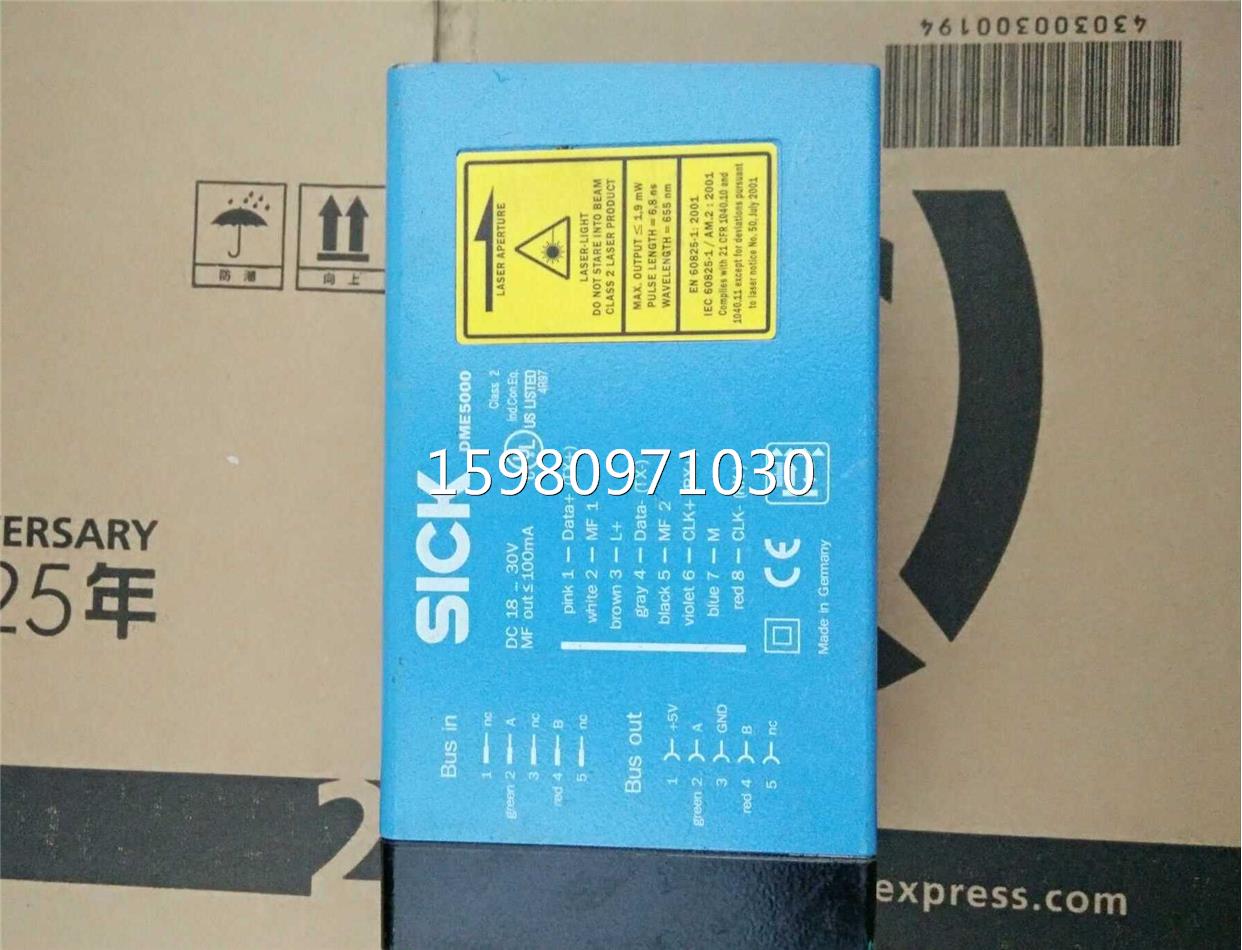 430300300194
防潮
向上
ERSARY
25年
express.com
15980971030
LASER APERTURE
LASER-LIGHT
DO NOT STARE INTO BEAM
CLASS 2 LASER PRODUCT
MAX. OUTPUT ≤ 1,9 mW
PULSE LENGTH = 6,8 ns
WAVELENGTH = 655 nm
EN 60825-1: 2001
IEC 60825-1 / AM.2 : 2001
Complies with 21 CFR 1040.10 and
1040.11 except for deviations pursuant
to laser notice No. 50, July 2001
SICK
DME5000
Class 2
Ind.Con.Eq.
US LISTED
4R97
DC 18 - 30V
MF out ≤ 100mA
pink 1 Data+
white 2 MF 1
brown 3 L+
gray 4 Data- (TX-)
black 5 MF 2
violet 6 CLK+
blue 7 M
red 8 CLK-
CE
Made in Germany
Bus in
1 nc
green 2 A
3 nc
red 4 B
5 nc
Bus out
1 +5V
green 2 A
3 GND
red 4 B
5 nc